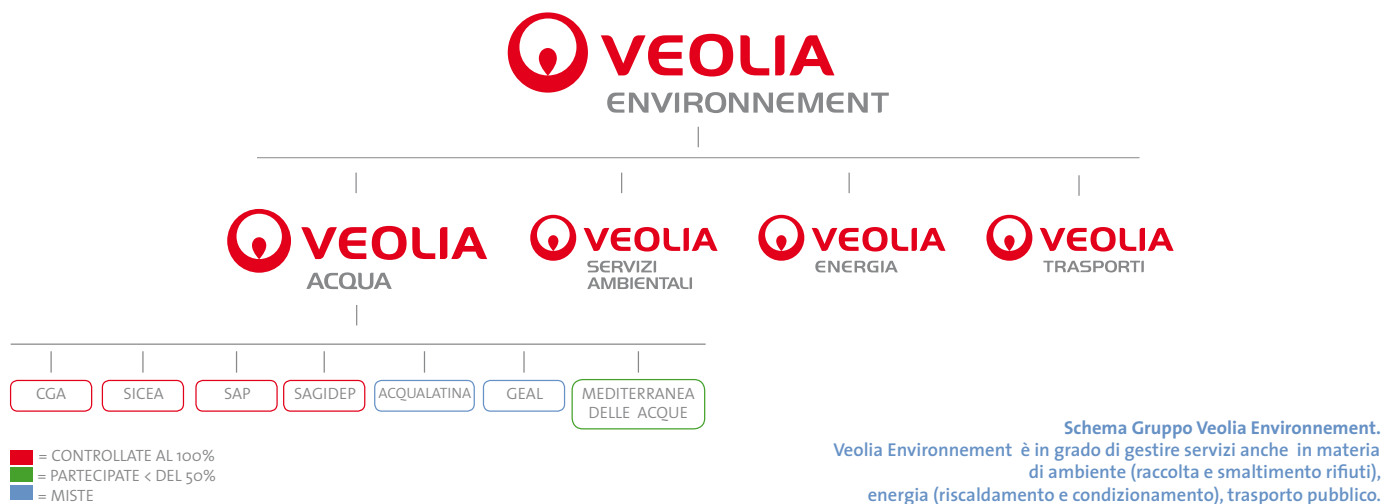 VEOLIA
ENVIRONNEMENT
VEOLIA
ACQUA
VEOLIA
SERVIZI
AMBIENTALI
VEOLIA
ENERGIA
VEOLIA
TRASPORTI
CGA
SICEA
SAP
SAGIDEP
ACQUALATINA
GEAL
MEDITERRANEA
DELLE ACQUE
= CONTROLLATE AL 100%
= PARTECIPATE < DEL 50%
= MISTE
Schema Gruppo Veolia Environnement.
Veolia Environnement è in grado di gestire servizi anche in materia
di ambiente (raccolta e smaltimento rifiuti),
energia (riscaldamento e condizionamento), trasporto pubblico.